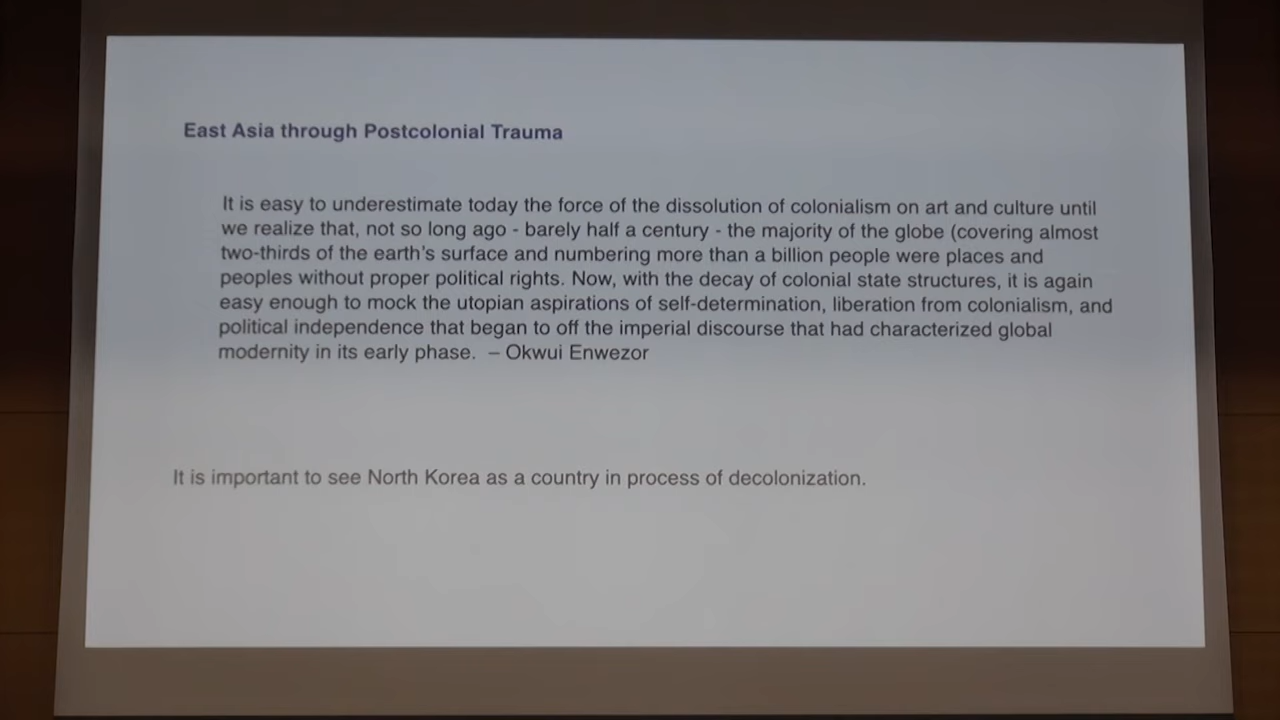 East Asia through Postcolonial Trauma
It is easy to underestimate today the force of the dissolution of colonialism on art and culture until
we realize that, not so long ago - barely half a century - the majority of the globe (covering almost
two-thirds of the earth's surface and numbering more than a billion people were places and
peoples without proper political rights. Now, with the decay of colonial state structures, it is again
easy enough to mock the utopian aspirations of self-determination, liberation from colonialism, and
political independence that began to off the imperial discourse that had characterized global
modernity in its early phase. – Okwui Enwezor
It is important to see North Korea as a country in process of decolonization.